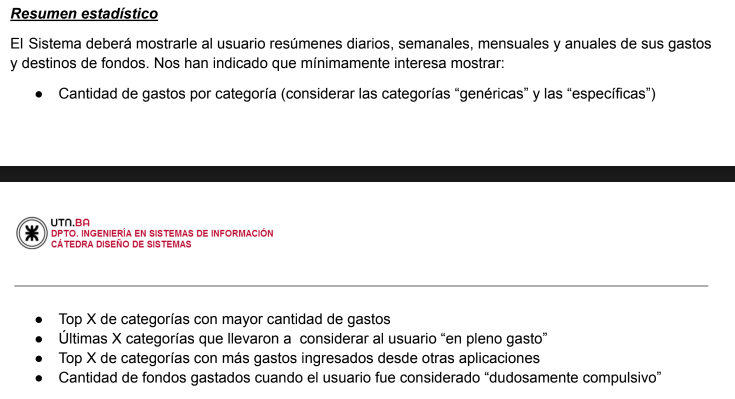 Resumen estadístico
El Sistema deberá mostrarle al usuario resúmenes diarios, semanales, mensuales y anuales de sus gastos
y destinos de fondos. Nos han indicado que mínimamente interesa mostrar:
● Cantidad de gastos por categoría (considerar las categorías “genéricas” y las “específicas”)
UTN.BA
DPTO. INGENIERÍA EN SISTEMAS DE INFORMACIÓN
CÁTEDRA DISEÑO DE SISTEMAS
● Top X de categorías con mayor cantidad de gastos
● Últimas X categorías que llevaron a considerar al usuario “en pleno gasto”
● Top X de categorías con más gastos ingresados desde otras aplicaciones
● Cantidad de fondos gastados cuando el usuario fue considerado “dudosamente compulsivo”